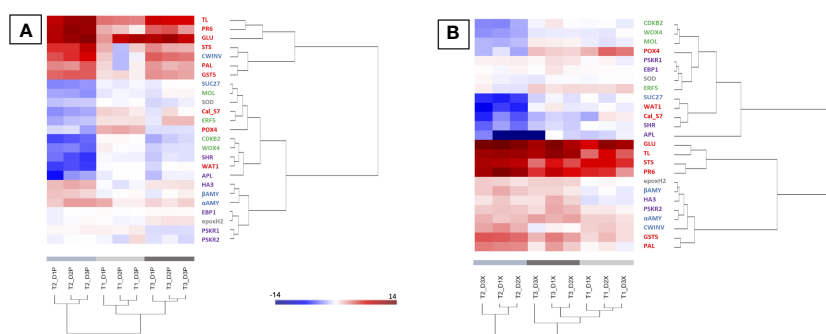 A
TL
PR6
GLU
STS
CWINV
PAL
GST5
SUC27
MOL
SOD
Cal_S7
ERF5
POX4
CDKB2
WOX4
SHR
WAT1
APL
HA3
βAMY
αAMY
EBP1
epoxH2
PSKR1
PSKR2
T2_D1P
T2_D2P
T2_D3P
T1_D1P
T1_D2P
T1_D3P
T3_D1P
T3_D2P
T3_D3P
-14
14
B
CDKB2
WOX4
MOL
POX4
PSKR1
EBP1
SOD
ERF5
SUC27
WAT1
Cal_S7
SHR
APL
GLU
TL
STS
PR6
epoxH2
βAMY
HA3
PSKR2
αAMY
CWINV
GST5
PAL
T2_D3X
T2_D1X
T2_D2X
T3_D3X
T3_D1X
T3_D2X
T1_D1X
T1_D2X
T1_D3X